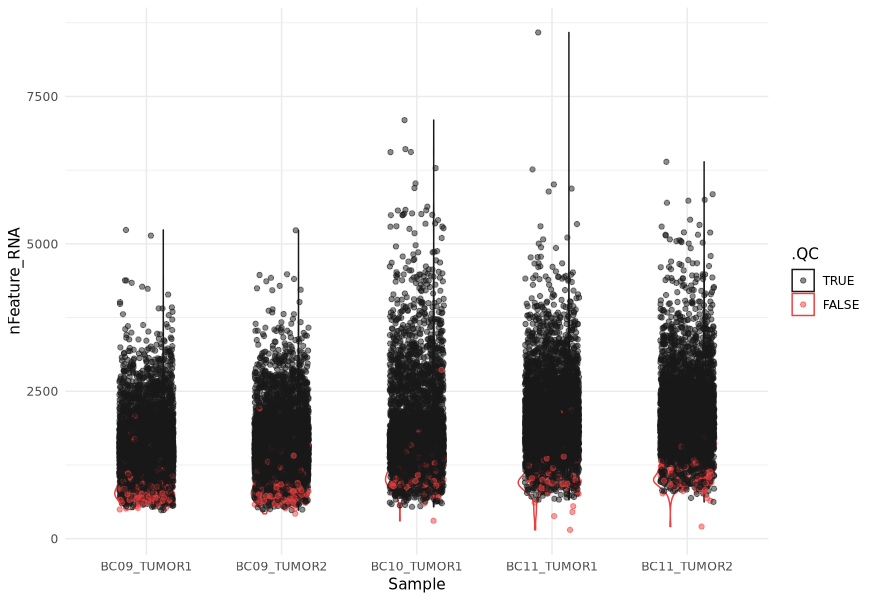 nFeature_RNA
7500
5000
2500
0
BC09_TUMOR1 BC09_TUMOR2 BC10_TUMOR1 BC11_TUMOR1 BC11_TUMOR2
Sample
.QC
TRUE
FALSE